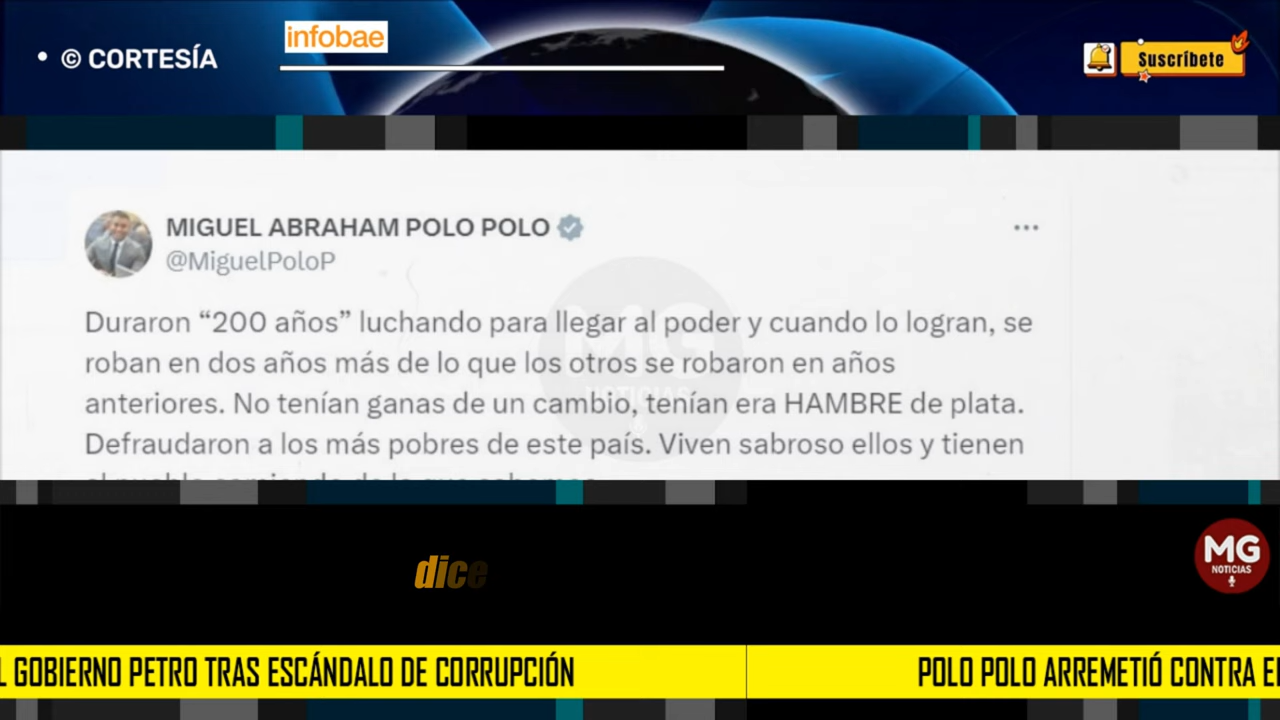 • © CORTESÍA
infobae
Suscríbete
MIGUEL ABRAHAM POLO POLO
@MiguelPoloP
Duraron “200 años” luchando para llegar al poder y cuando lo logran, se
roban en dos años más de lo que los otros se robaron en años
anteriores. No tenían ganas de un cambio, tenían era HAMBRE de plata.
Defraudaron a los más pobres de este país. Viven sabroso ellos y tienen
MG
NOTICIAS
dice
MG
NOTICIAS
L GOBIERNO PETRO TRAS ESCÁNDALO DE CORRUPCIÓN
POLO POLO ARREMETIÓ CONTRA E